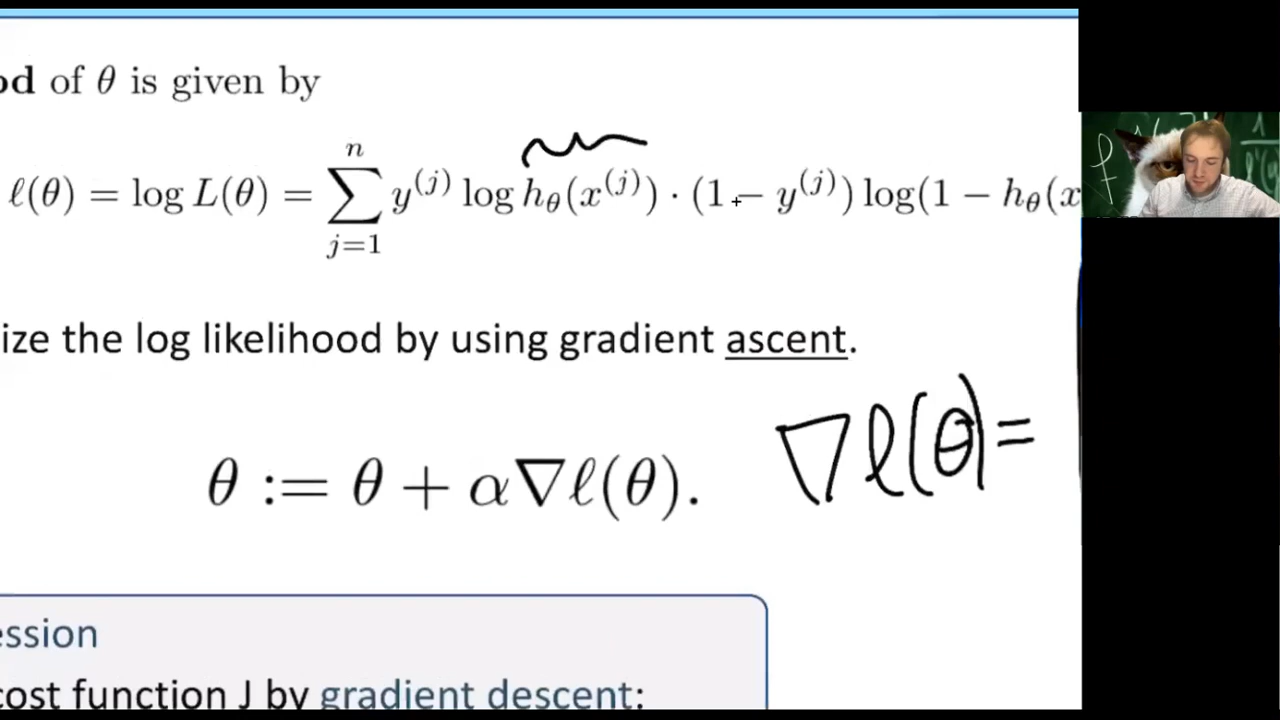 od of θ is given by
ℓ(θ) = log L(θ) = ∑_{j=1}^{n} y^{(j)} log h_θ(x^{(j)}) · (1 − y^{(j)}) log(1 − h_θ(x
ize the log likelihood by using gradient ascent.
θ := θ + α∇ℓ(θ).
∇ℓ(θ)=
ession
cost function J by gradient descent: